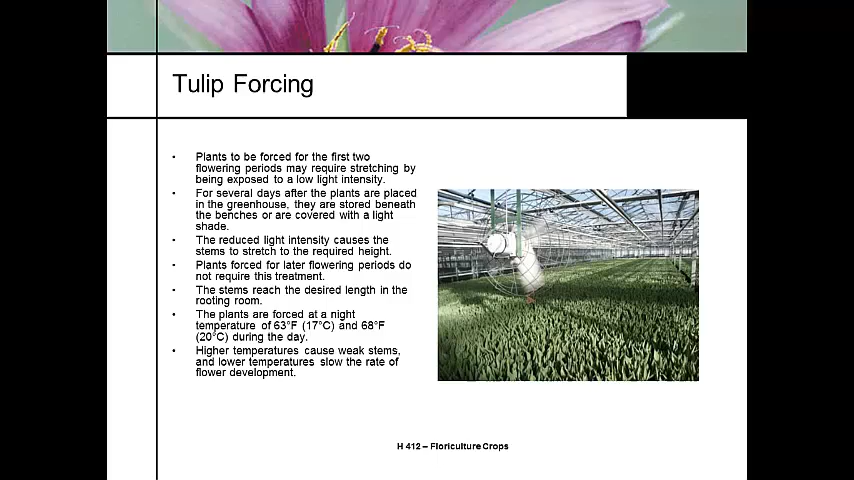 Tulip Forcing
• Plants to be forced for the first two
flowering periods may require stretching by
being exposed to a low light intensity.
• For several days after the plants are placed
in the greenhouse, they are stored beneath
the benches or are covered with a light
shade.
• The reduced light intensity causes the
stems to stretch to the required height.
• Plants forced for later flowering periods do
not require this treatment.
• The stems reach the desired length in the
rooting room.
• The plants are forced at a night
temperature of 63°F (17°C) and 68°F
(20°C) during the day.
• Higher temperatures cause weak stems,
and lower temperatures slow the rate of
flower development.
H 412 – Floriculture Crops